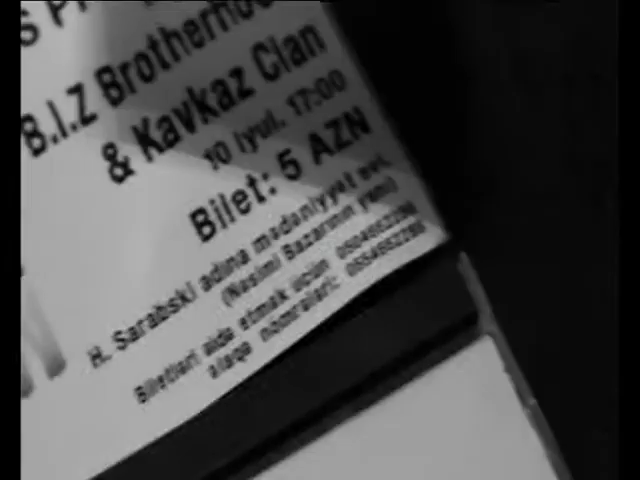 B.I.Z Brotherhood
& Kavkaz Clan
10 iyul. 17:00
Bilet: 5 AZN
H. Sarabski adına mədəniyyət evi.
(Nəsimi Bazarının yanı)
Biletləri əldə etmək üçün
əlaqə nömrələri: